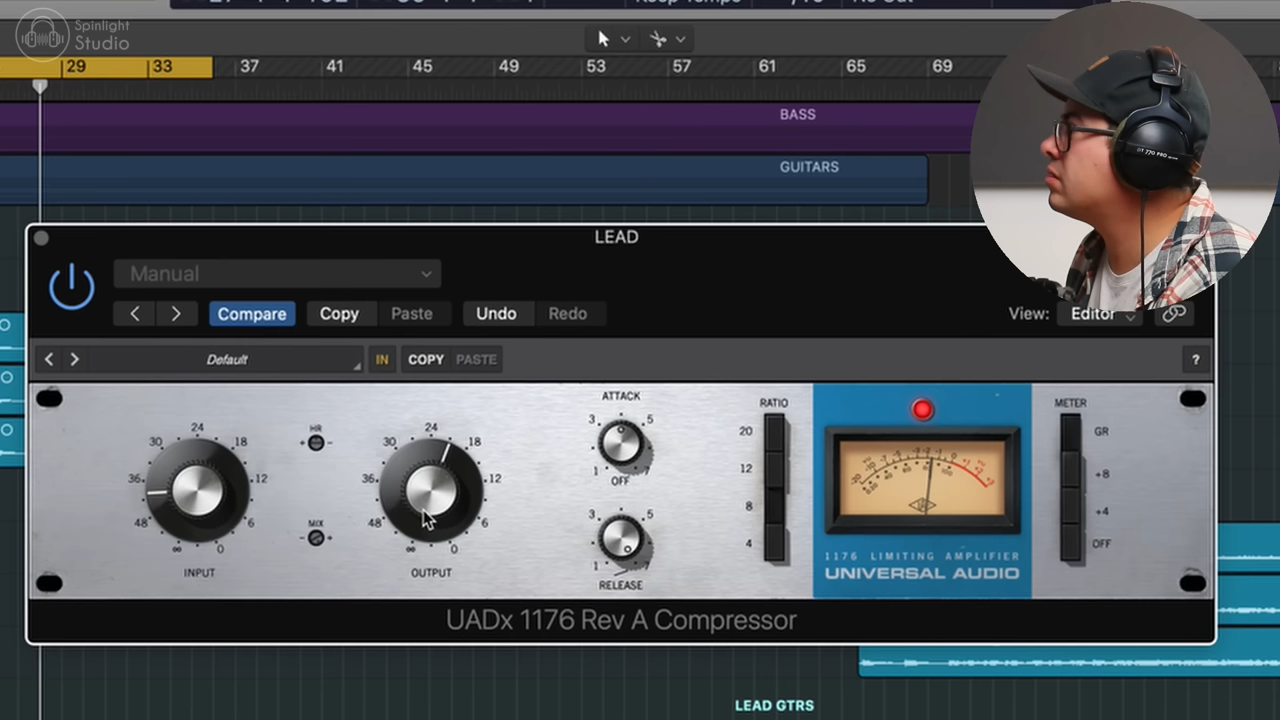 Spinlight
Studio
29 33 37 41 45 49 53 57 61 65 69
BASS
GUITARS
LEAD
Manual
Compare Copy Paste Undo Redo View: Editor
Default IN COPY PASTE ?
ATTACK
RATIO METER
24 24 3 5
30 18 HR 30 18 20 GR
+ -
36 12 36 12 1 7 12 +8
OFF
48 6 MIX 48 6 3 5 8 +4
- +
∞ 0 ∞ 0 1 7 4 OFF
INPUT OUTPUT RELEASE
1176 LIMITING AMPLIFIER
UNIVERSAL AUDIO
UADx 1176 Rev A Compressor
LEAD GTRS
DT 770 PRO